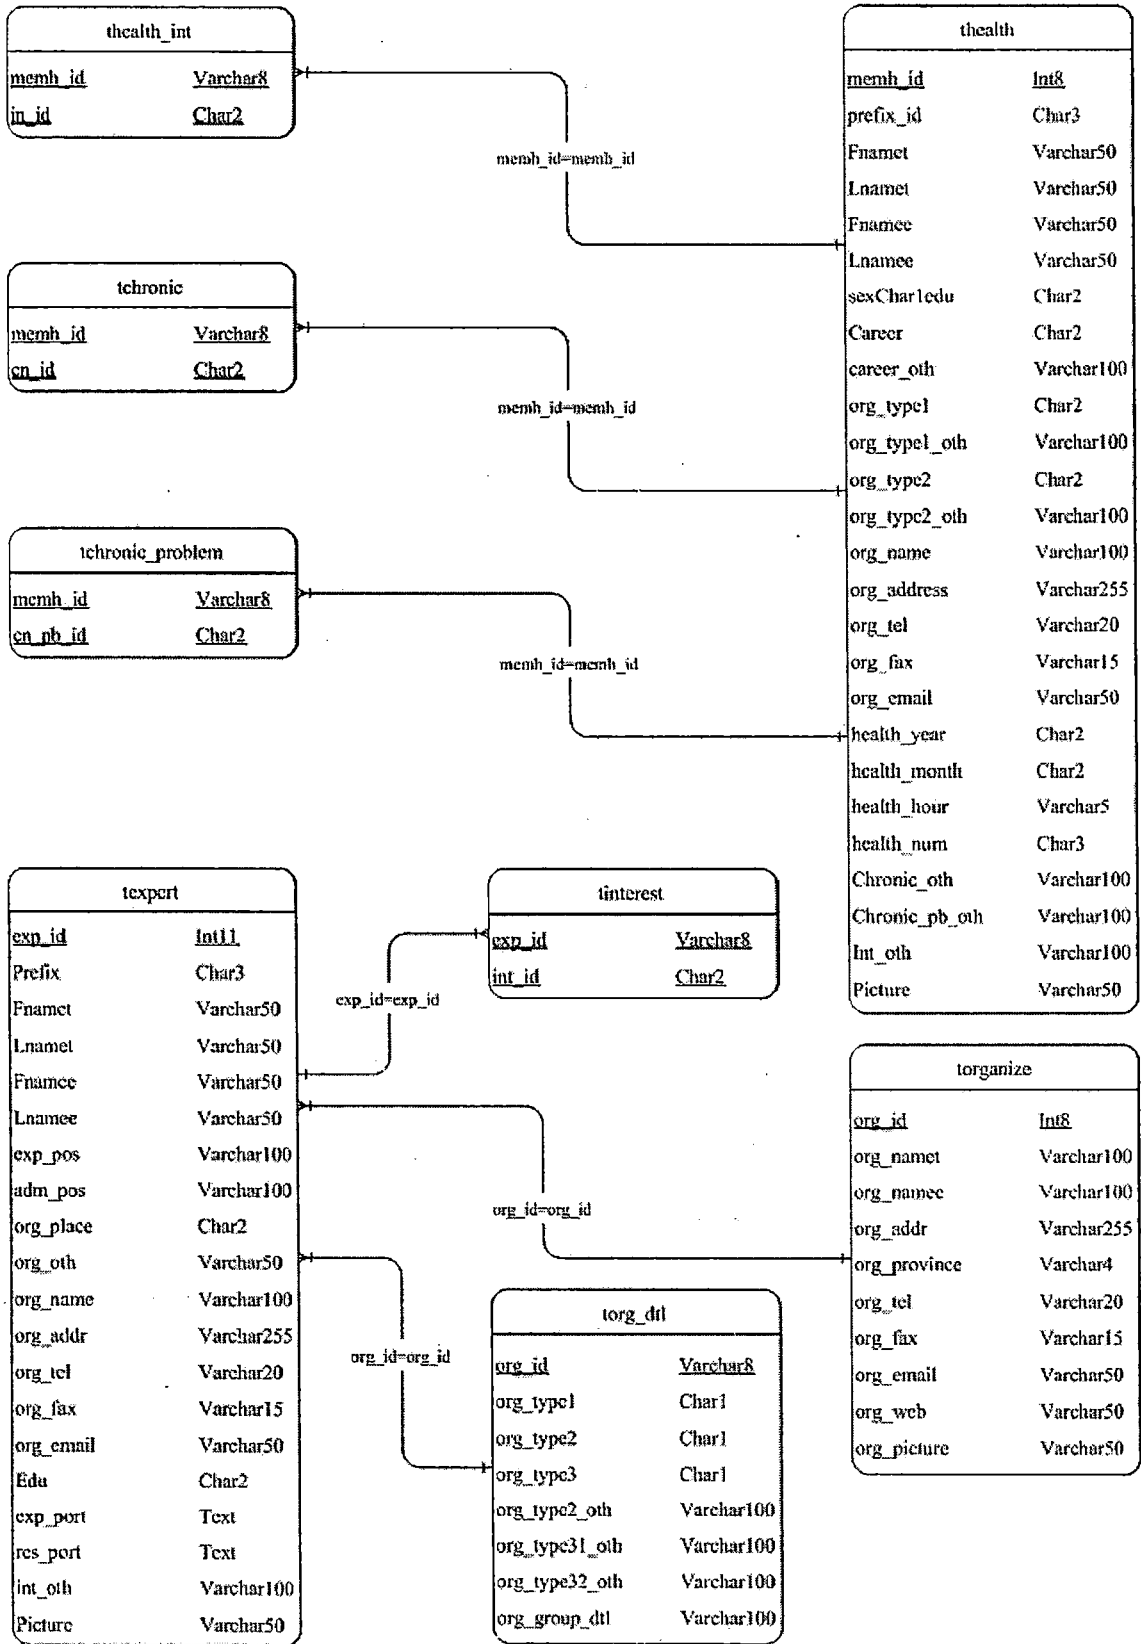 thealth_int
memh_id Varchar8
in_id Char2
memh_id=memh_id
thealth
memh_id Int8
prefix_id Char3
Fnamet Varchar50
Lnamet Varchar50
Fnamee Varchar50
Lnamee Varchar50
sexChar1edu Char2
Career Char2
career_oth Varchar100
org_type1 Char2
org_type1_oth Varchar100
org_type2 Char2
org_type2_oth Varchar100
org_name Varchar100
org_address Varchar255
org_tel Varchar20
org_fax Varchar15
org_email Varchar50
health_year Char2
health_month Char2
health_hour Varchar5
health_num Char3
Chronic_oth Varchar100
Chronic_pb_oth Varchar100
Int_oth Varchar100
Picture Varchar50
tchronic
memh_id Varchar8
cn_id Char2
memh_id=memh_id
tchronic_problem
memh_id Varchar8
cn_pb_id Char2
memh_id=memh_id
texpert
exp_id Int11
Prefix Char3
Fnamet Varchar50
Lnamet Varchar50
Fnamee Varchar50
Lnamee Varchar50
exp_pos Varchar100
adm_pos Varchar100
org_place Char2
org_oth Varchar50
org_name Varchar100
org_addr Varchar255
org_tel Varchar20
org_fax Varchar15
org_email Varchar50
Edu Char2
exp_port Text
res_port Text
int_oth Varchar100
Picture Varchar50
tinterest
exp_id Varchar8
int_id Char2
exp_id=exp_id
org_id=org_id
torganize
org_id Int8
org_namet Varchar100
org_namee Varchar100
org_addr Varchar255
org_province Varchar4
org_tel Varchar20
org_fax Varchar15
org_email Varchar50
org_web Varchar50
org_picture Varchar50
org_id=org_id
torg_dtl
org_id Varchar8
org_type1 Char1
org_type2 Char1
org_type3 Char1
org_type2_oth Varchar100
org_type31_oth Varchar100
org_type32_oth Varchar100
org_group_dtl Varchar100